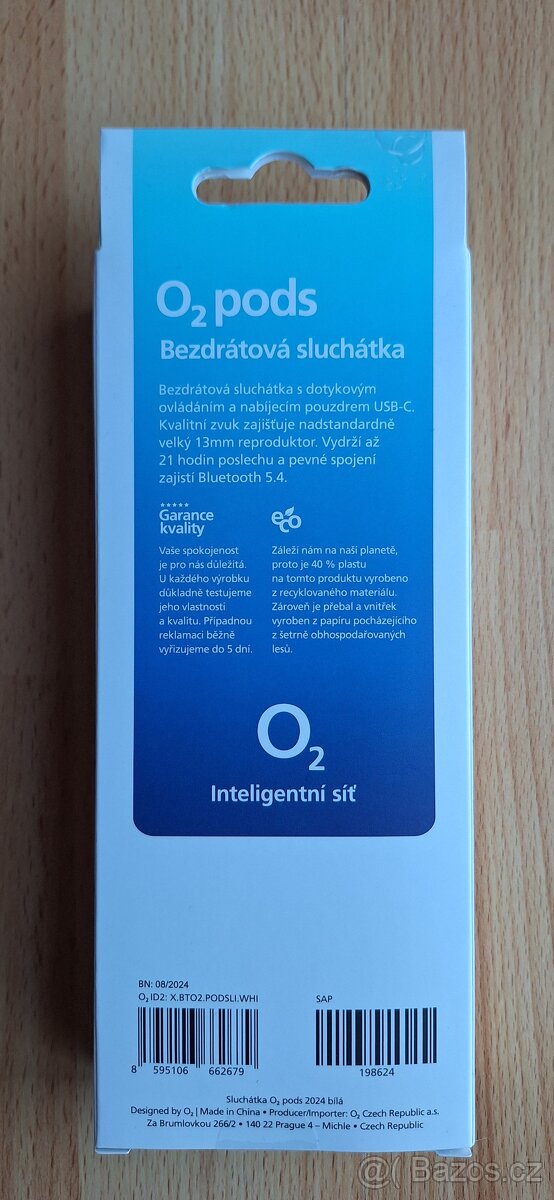 O₂ pods
Bezdrátová sluchátka
Bezdrátová sluchátka s dotykovým
ovládáním a nabíjecím pouzdrem USB-C.
Kvalitní zvuk zajišťuje nadstandardně
velký 13mm reproduktor. Vydrží až
21 hodin poslechu a pevné spojení
zajistí Bluetooth 5.4.
Garance
kvality
Vaše spokojenost
je pro nás důležitá.
U každého výrobku
důkladně testujeme
jeho vlastnosti
a kvalitu. Případnou
reklamaci běžně
vyřizujeme do 5 dní.
eco
Záleží nám na naší planetě,
proto je 40 % plastu
na tomto produktu vyrobeno
z recyklovaného materiálu.
Zároveň je přebal a vnitřek
vyroben z papíru pocházejícího
z šetrně obhospodařovaných
lesů.
O₂
Inteligentní síť
BN: 08/2024
O₂ ID2: X.BTO2.PODSLI.WHI
8 595106 662679
SAP
198624
Sluchátka O₂ pods 2024 bílá
Designed by O₂ | Made in China • Producer/Importer: O₂ Czech Republic a.s.
Za Brumlovkou 266/2 • 140 22 Prague 4 – Michle • Czech Republic
Bazoš.cz